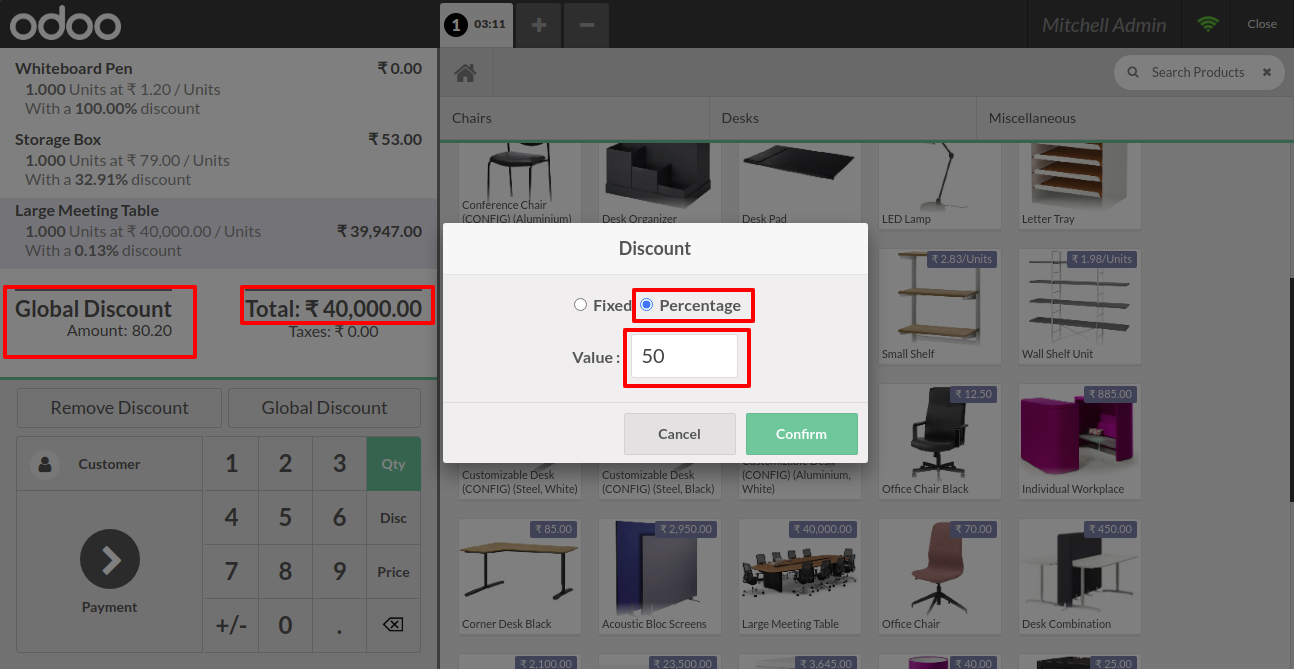 odoo
1 03:11 + −
Mitchell Admin
Close
Whiteboard Pen ₹ 0.00
1.000 Units at ₹ 1.20 / Units
With a 100.00% discount
Storage Box ₹ 53.00
1.000 Units at ₹ 79.00 / Units
With a 32.91% discount
Large Meeting Table
1.000 Units at ₹ 40,000.00 / Units ₹ 39,947.00
With a 0.13% discount
Global Discount Total: ₹ 40,000.00
Amount: 80.20 Taxes: ₹ 0.00
Remove Discount Global Discount
Customer 1 2 3 Qty
4 5 6 Disc
7 8 9 Price
Payment
+/- 0 .
Search Products
Chairs Desks Miscellaneous
Conference Chair
(CONFIG) (Aluminium) Desk Organizer Desk Pad LED Lamp Letter Tray
Discount
Fixed Percentage
Value : 50
Cancel Confirm
₹ 2.83/Units ₹ 1.98/Units
Small Shelf Wall Shelf Unit
₹ 12.50 ₹ 885.00
Customizable Desk Customizable Desk Customizable Desk
(CONFIG) (Steel, White) (CONFIG) (Steel, Black) (CONFIG) (Aluminium,
White) Office Chair Black Individual Workplace
₹ 85.00 ₹ 2,950.00 ₹ 40,000.00 ₹ 70.00 ₹ 450.00
Corner Desk Black Acoustic Bloc Screens Large Meeting Table Office Chair Desk Combination
₹ 2,100.00 ₹ 23,500.00 ₹ 3,645.00 ₹ 40.00 ₹ 25.00